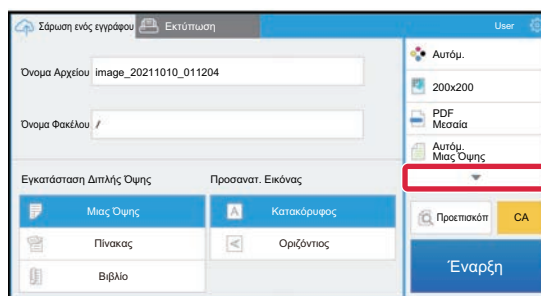 Σάρωση ενός εγγράφου Εκτύπωση User
Όνομα Αρχείου image_20211010_011204
Όνομα Φακέλου /
Εγκατάσταση Διπλής Όψης Προσανατ. Εικόνας
Μιας Όψης Κατακόρυφος
Πίνακας Οριζόντιος
Βιβλίο
Αυτόμ.
200x200
PDF
Μεσαία
Αυτόμ.
Μιας Όψης
Προεπισκόπ CA
Έναρξη